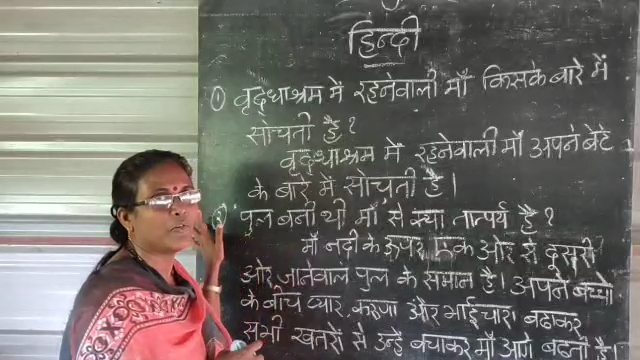 हिन्दी
① वृद्धाश्रम में रहनेवाली माँ किसके बारे में
सोचती है?
वृद्धाश्रम में रहनेवाली माँ अपने बेटे
के बारे में सोचती है।
② 'पुल बनी थी माँ' से क्या तात्पर्य है?
माँ नदी के ऊपर एक ओर से दूसरी
ओर जानेवाले पुल के समान है। अपने बच्चों
के बीच प्यार, करुणा और भाईचारा बढाकर
सभी खतरों से उन्हें बचाकर माँ आगे बढती है।